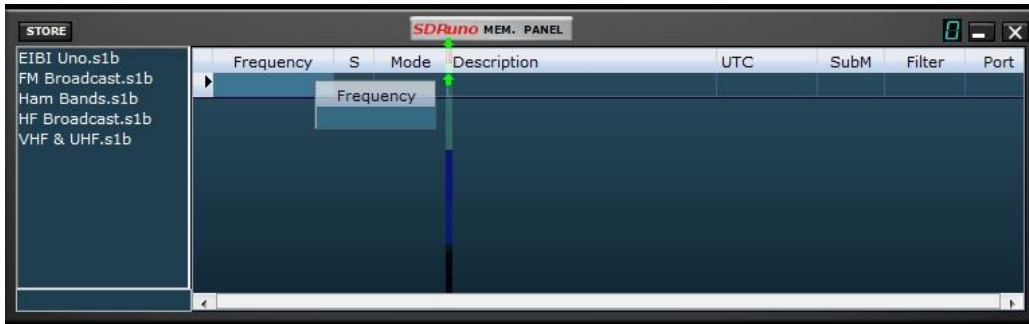 STORE
SDRuno MEM. PANEL
0
EIBI Uno.s1b
FM Broadcast.s1b
Ham Bands.s1b
HF Broadcast.s1b
VHF & UHF.s1b
Frequency S Mode Description UTC SubM Filter Port
Frequency